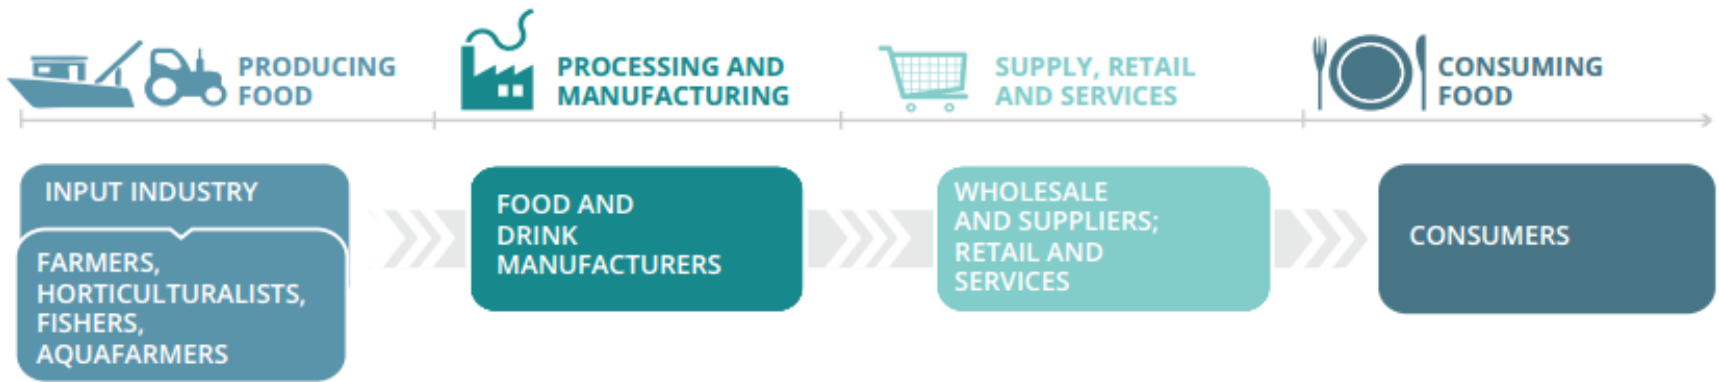 PRODUCING
FOOD
PROCESSING AND
MANUFACTURING
SUPPLY, RETAIL
AND SERVICES
CONSUMING
FOOD
INPUT INDUSTRY
FARMERS,
HORTICULTURALISTS,
FISHERS,
AQUAFARMERS
FOOD AND
DRINK
MANUFACTURERS
WHOLESALE
AND SUPPLIERS;
RETAIL AND
SERVICES
CONSUMERS